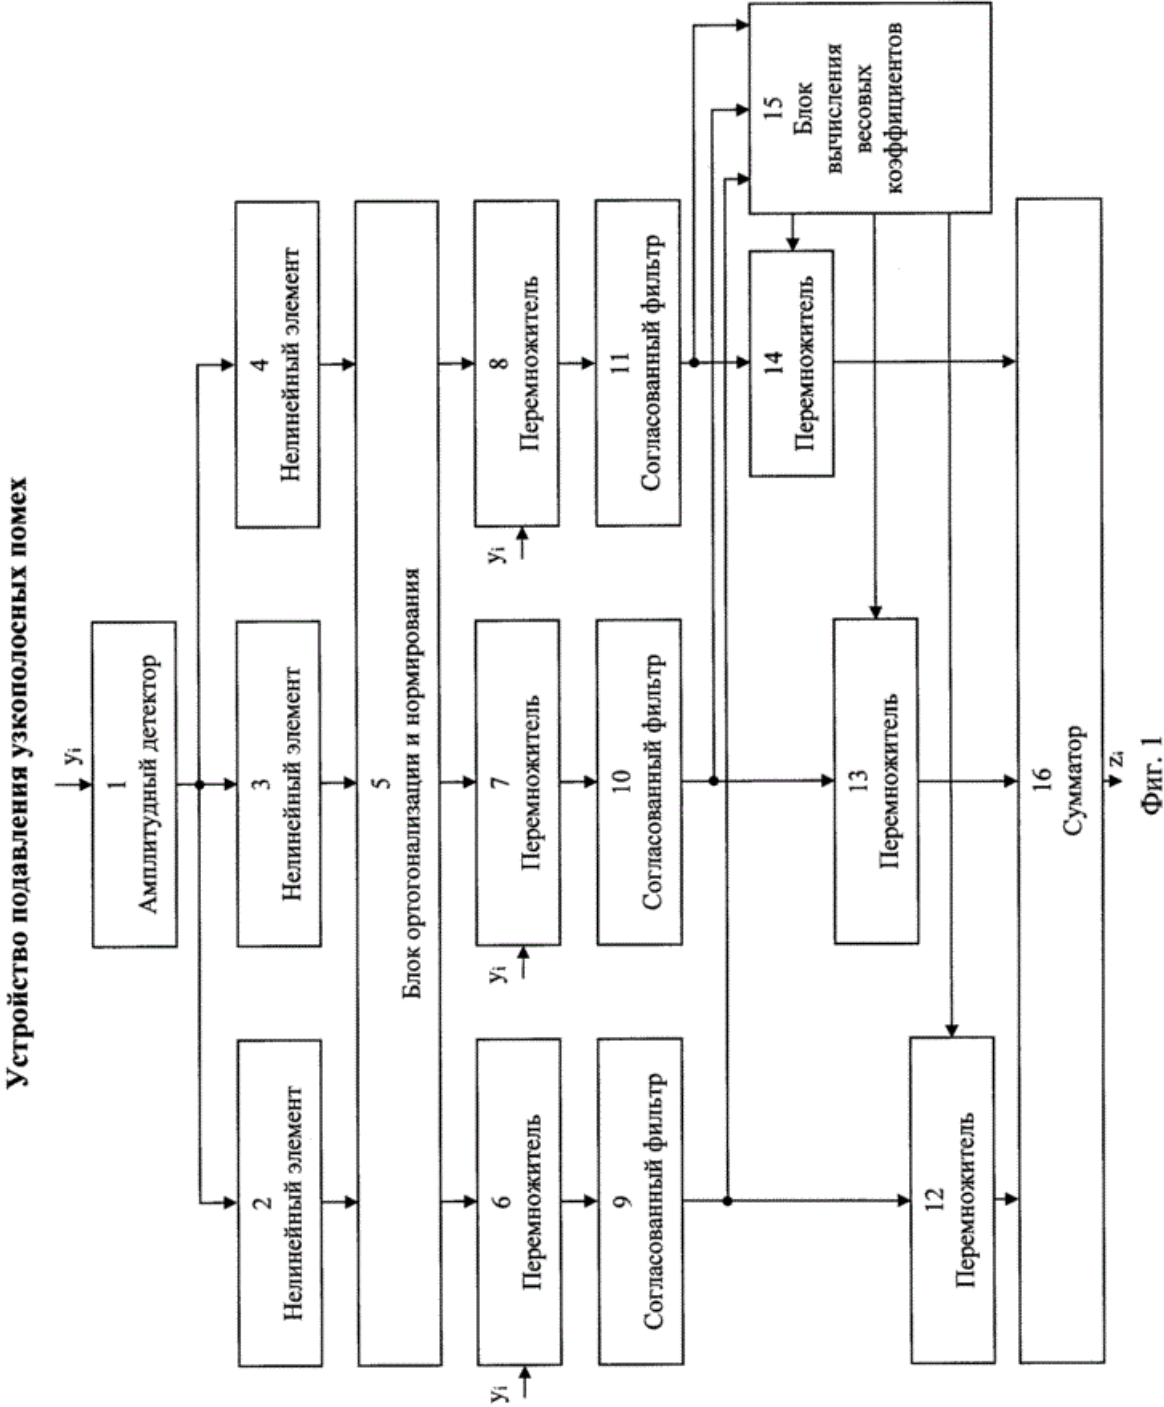 Устройство подавления узкополосных помех
yi
1
Амплитудный детектор
2
Нелинейный элемент
3
Нелинейный элемент
4
Нелинейный элемент
5
Блок ортогонализации и нормирования
yi
6
Перемножитель
yi
7
Перемножитель
yi
8
Перемножитель
9
Согласованный фильтр
10
Согласованный фильтр
11
Согласованный фильтр
12
Перемножитель
13
Перемножитель
14
Перемножитель
15
Блок
вычисления
весовых
коэффициентов
16
Сумматор
zi
Фиг. 1